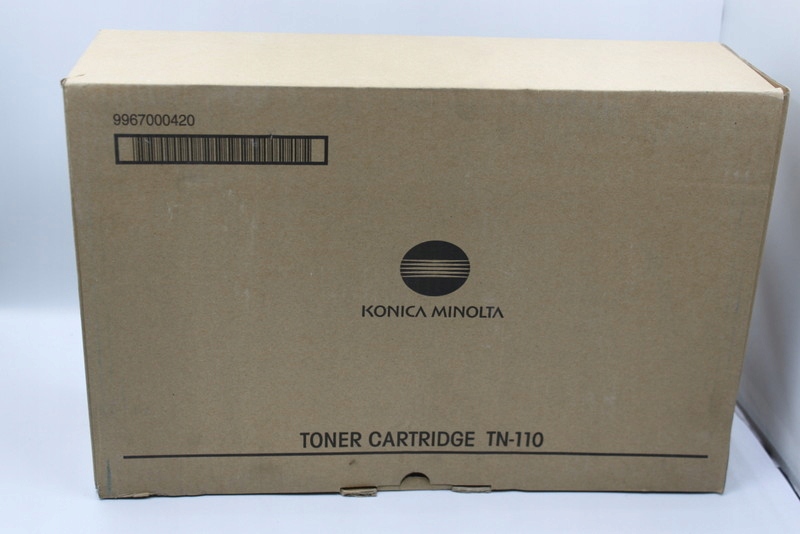 9967000420
KONICA MINOLTA
TONER CARTRIDGE TN-110